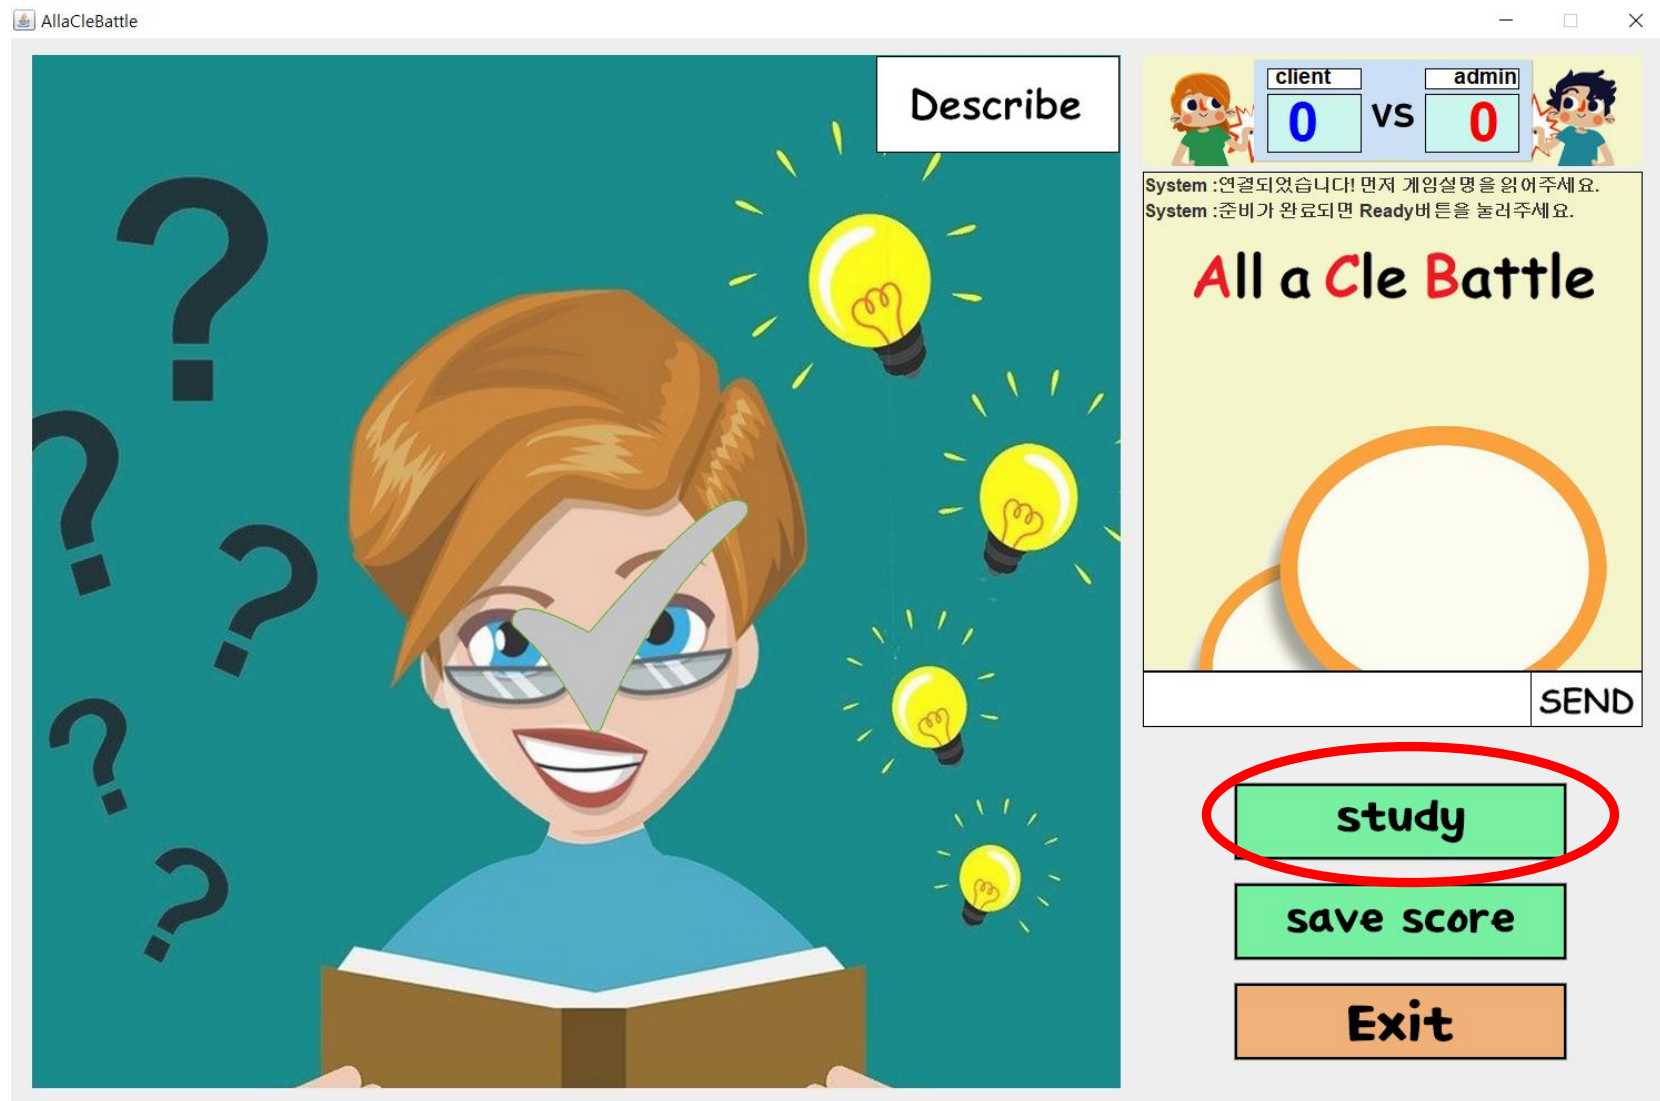 AllaCleBattle
Describe
client
admin
0
VS
0
System :연결되었습니다! 먼저 게임설명을 읽어주세요.
System :준비가 완료되면 Ready버튼을 눌러주세요.
All a Cle Battle
SEND
study
save score
Exit
? ? ? ? ?